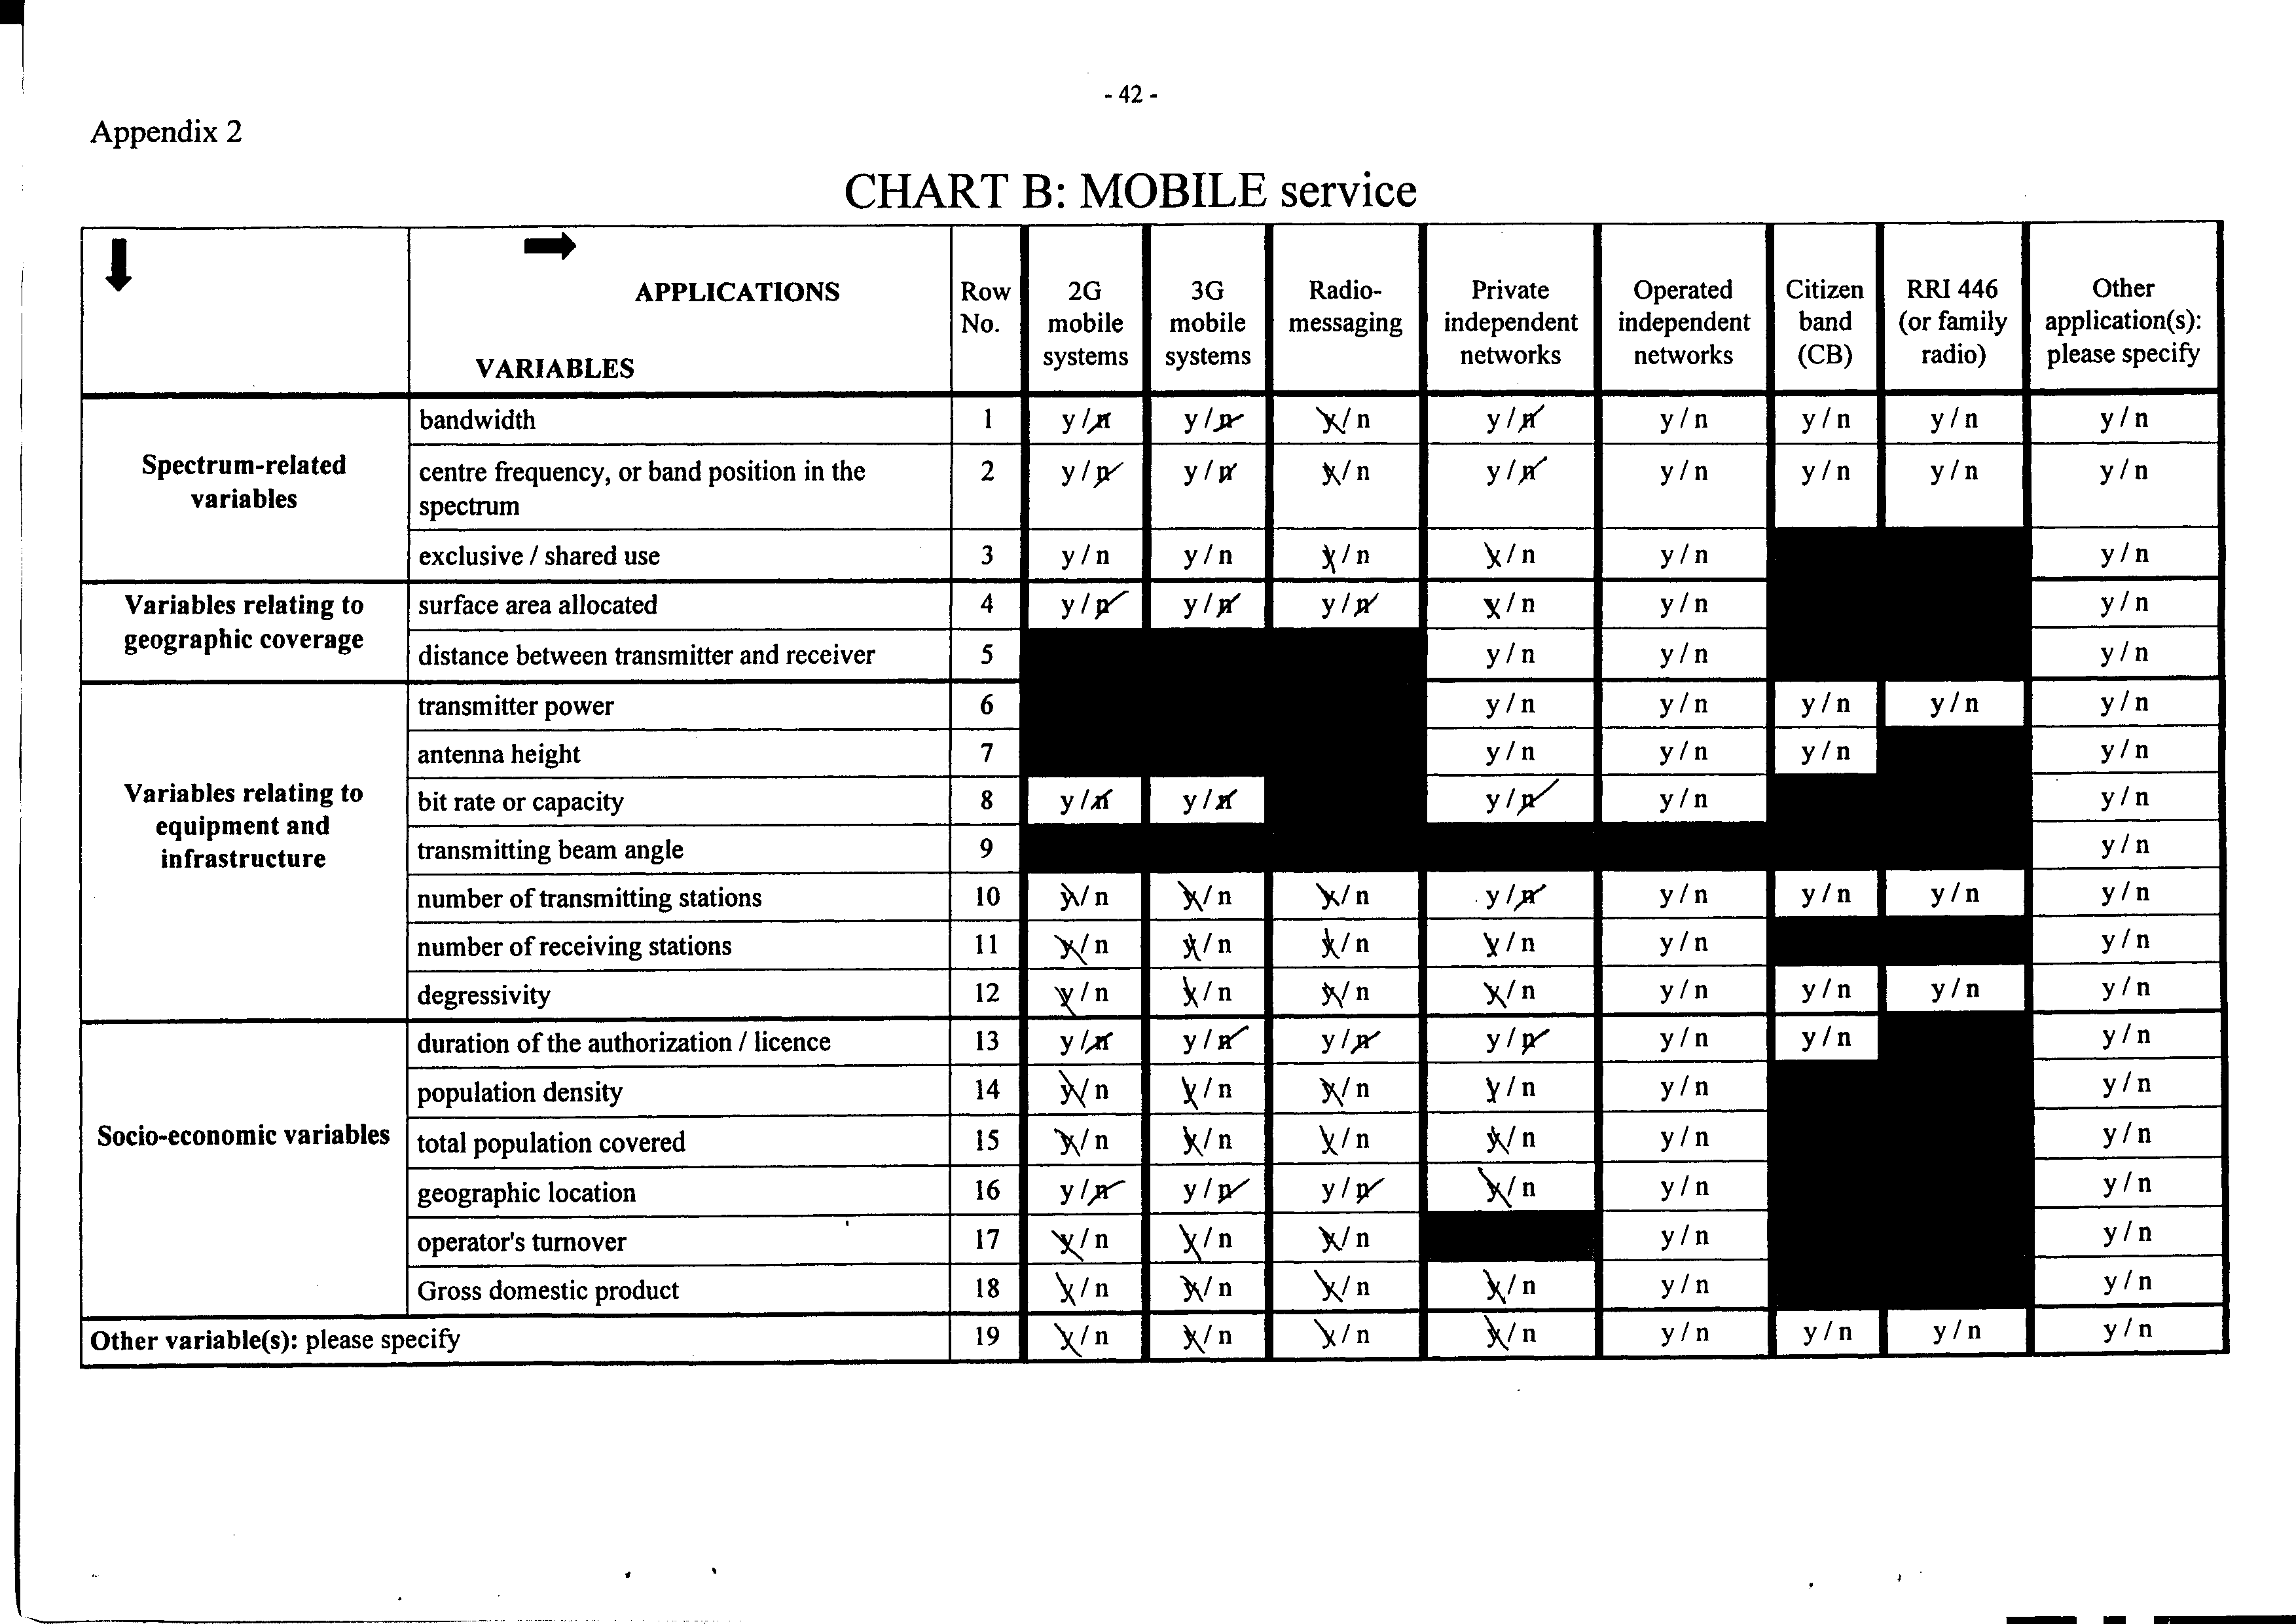 - 42 -
Appendix 2
CHART B: MOBILE service
APPLICATIONS
VARIABLES
Row No.
2G mobile systems
3G mobile systems
Radio-messaging
Private independent networks
Operated independent networks
Citizen band (CB)
RRI 446 (or family radio)
Other application(s): please specify
Spectrum-related variables
bandwidth 1 y / n y / n y / n y / n y / n y / n y / n y / n
centre frequency, or band position in the spectrum 2 y / n y / n y / n y / n y / n y / n y / n y / n
exclusive / shared use 3 y / n y / n y / n y / n y / n y / n
Variables relating to geographic coverage
surface area allocated 4 y / n y / n y / n y / n y / n y / n
distance between transmitter and receiver 5 y / n y / n y / n
Variables relating to equipment and infrastructure
transmitter power 6 y / n y / n y / n y / n y / n
antenna height 7 y / n y / n y / n y / n
bit rate or capacity 8 y / n y / n y / n y / n y / n
transmitting beam angle 9 y / n
number of transmitting stations 10 y / n y / n y / n y / n y / n y / n y / n y / n
number of receiving stations 11 y / n y / n y / n y / n y / n y / n
degressivity 12 y / n y / n y / n y / n y / n y / n y / n y / n
Socio-economic variables
duration of the authorization / licence 13 y / n y / n y / n y / n y / n y / n y / n
population density 14 y / n y / n y / n y / n y / n y / n
total population covered 15 y / n y / n y / n y / n y / n y / n
geographic location 16 y / n y / n y / n y / n y / n y / n
operator's turnover 17 y / n y / n y / n y / n y / n
Gross domestic product 18 y / n y / n y / n y / n y / n y / n
Other variable(s): please specify 19 y / n y / n y / n y / n y / n y / n y / n y / n